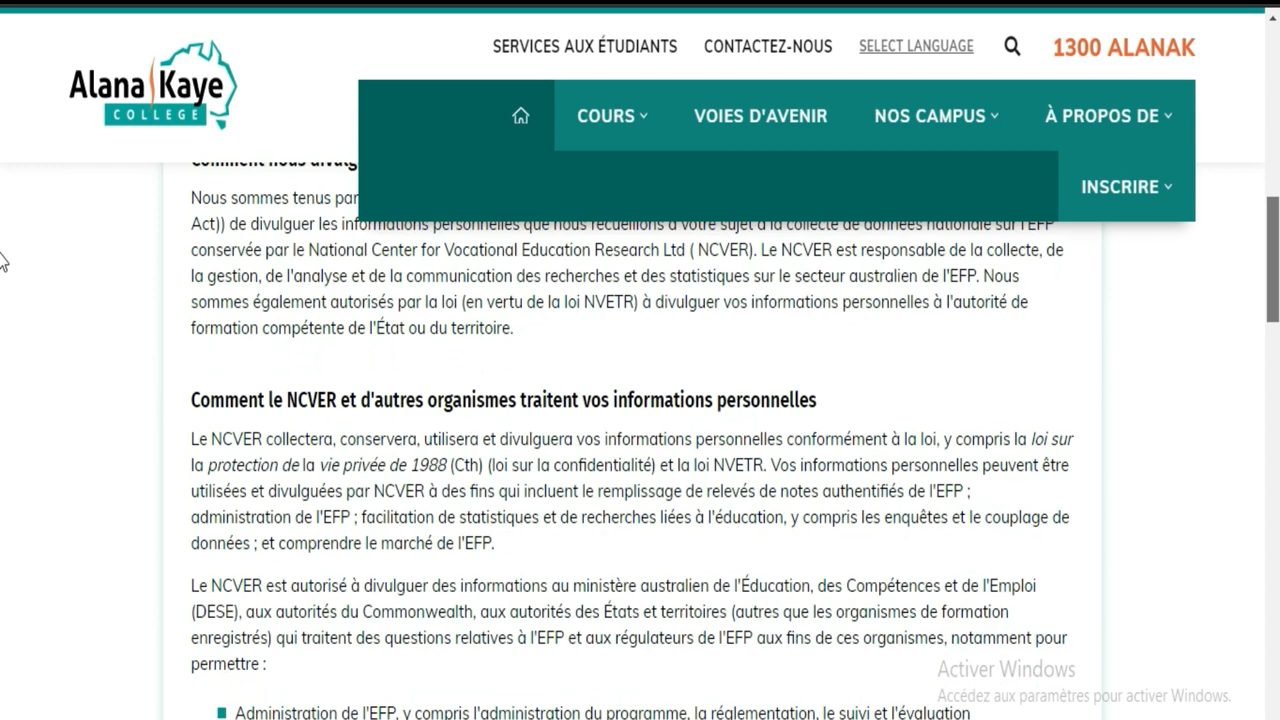 SERVICES AUX ÉTUDIANTS CONTACTEZ-NOUS SELECT LANGUAGE 1300 ALANAK
Alana Kaye
COLLEGE
COURS VOIES D'AVENIR NOS CAMPUS À PROPOS DE
INSCRIRE
Comment nous divulg
Nous sommes tenus par
Act)) de divulguer les informations personnelles que nous recueillons à votre sujet à la collecte de données nationale sur l'EFP
conservée par le National Center for Vocational Education Research Ltd ( NCVER). Le NCVER est responsable de la collecte, de
la gestion, de l'analyse et de la communication des recherches et des statistiques sur le secteur australien de l'EFP. Nous
sommes également autorisés par la loi (en vertu de la loi NVETR) à divulguer vos informations personnelles à l'autorité de
formation compétente de l'État ou du territoire.
Comment le NCVER et d'autres organismes traitent vos informations personnelles
Le NCVER collectera, conservera, utilisera et divulguera vos informations personnelles conformément à la loi, y compris la loi sur
la protection de la vie privée de 1988 (Cth) (loi sur la confidentialité) et la loi NVETR. Vos informations personnelles peuvent être
utilisées et divulguées par NCVER à des fins qui incluent le remplissage de relevés de notes authentifiés de l'EFP ;
administration de l'EFP ; facilitation de statistiques et de recherches liées à l'éducation, y compris les enquêtes et le couplage de
données ; et comprendre le marché de l'EFP.
Le NCVER est autorisé à divulguer des informations au ministère australien de l'Éducation, des Compétences et de l'Emploi
(DESE), aux autorités du Commonwealth, aux autorités des États et territoires (autres que les organismes de formation
enregistrés) qui traitent des questions relatives à l'EFP et aux régulateurs de l'EFP aux fins de ces organismes, notamment pour
permettre :
Administration de l'EFP, y compris l'administration du programme, la réglementation, le suivi et l'évaluation
Activer Windows
Accédez aux paramètres pour activer Windows.